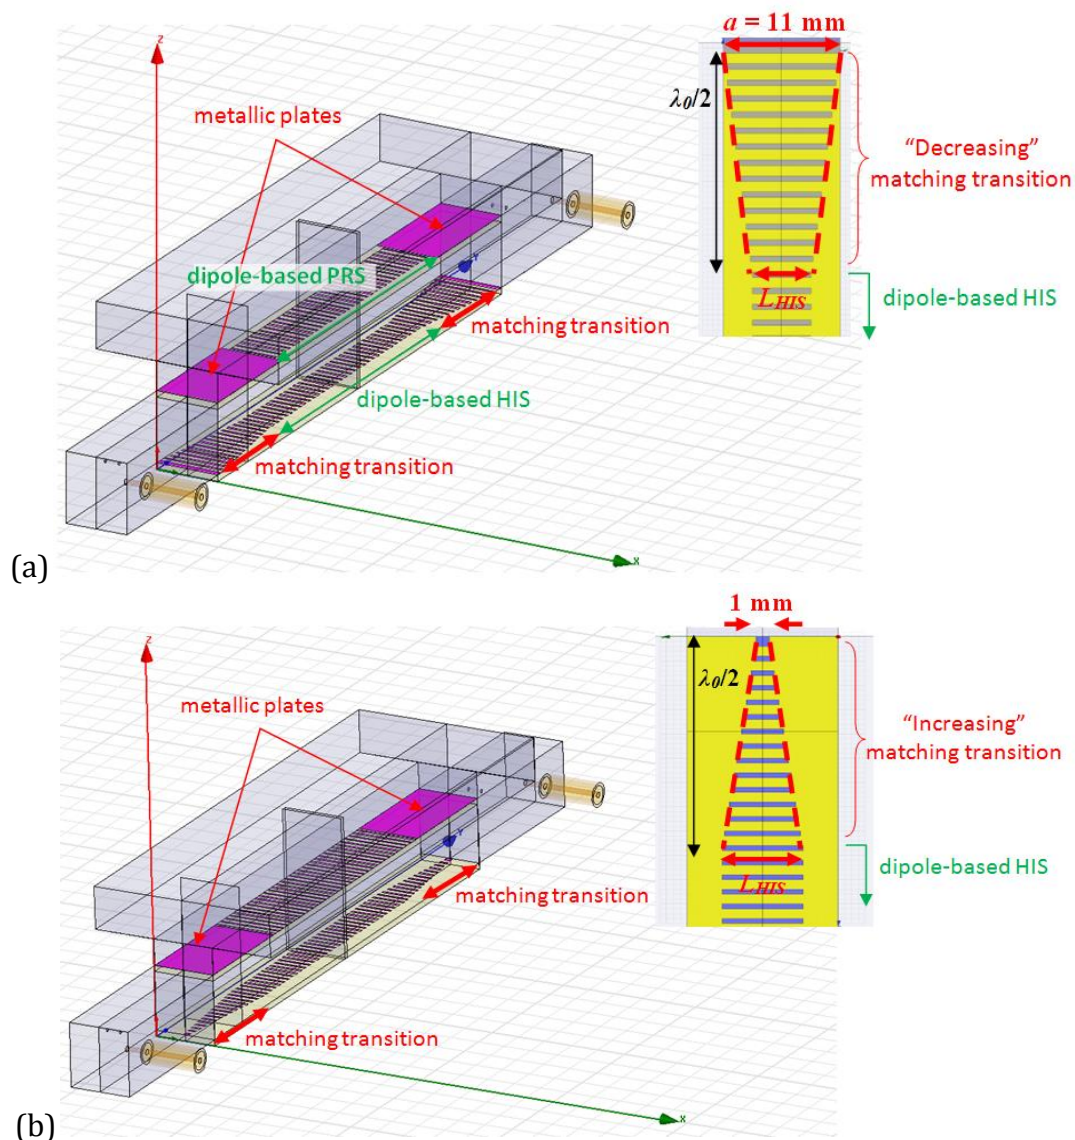 a = 11 mm
z
metallic plates
λ0/2
“Decreasing”
matching transition
dipole-based PRS
Y
LHIS
dipole-based HIS
matching transition
dipole-based HIS
matching transition
x
(a)
1 mm
z
λ0/2
metallic plates
“Increasing”
matching transition
Y
LHIS
dipole-based HIS
matching transition
matching transition
x
(b)